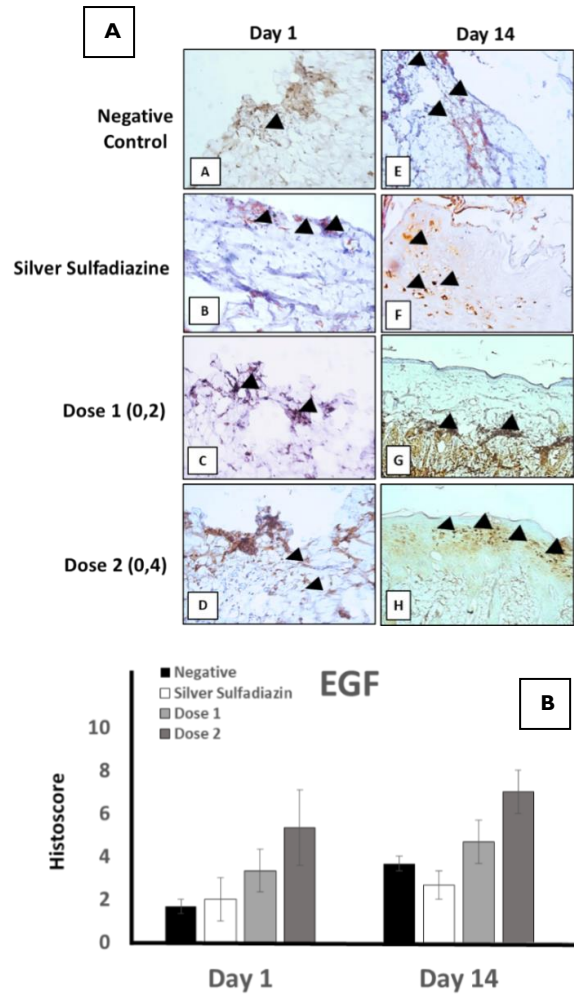 A
Day 1
Day 14
Negative
Control
A
E
Silver Sulfadiazine
B
F
Dose 1 (0,2)
C
G
Dose 2 (0,4)
D
H
Negative
Silver Sulfadiazin
Dose 1
Dose 2
EGF
B
Histoscore
10
8
6
4
2
0
Day 1
Day 14